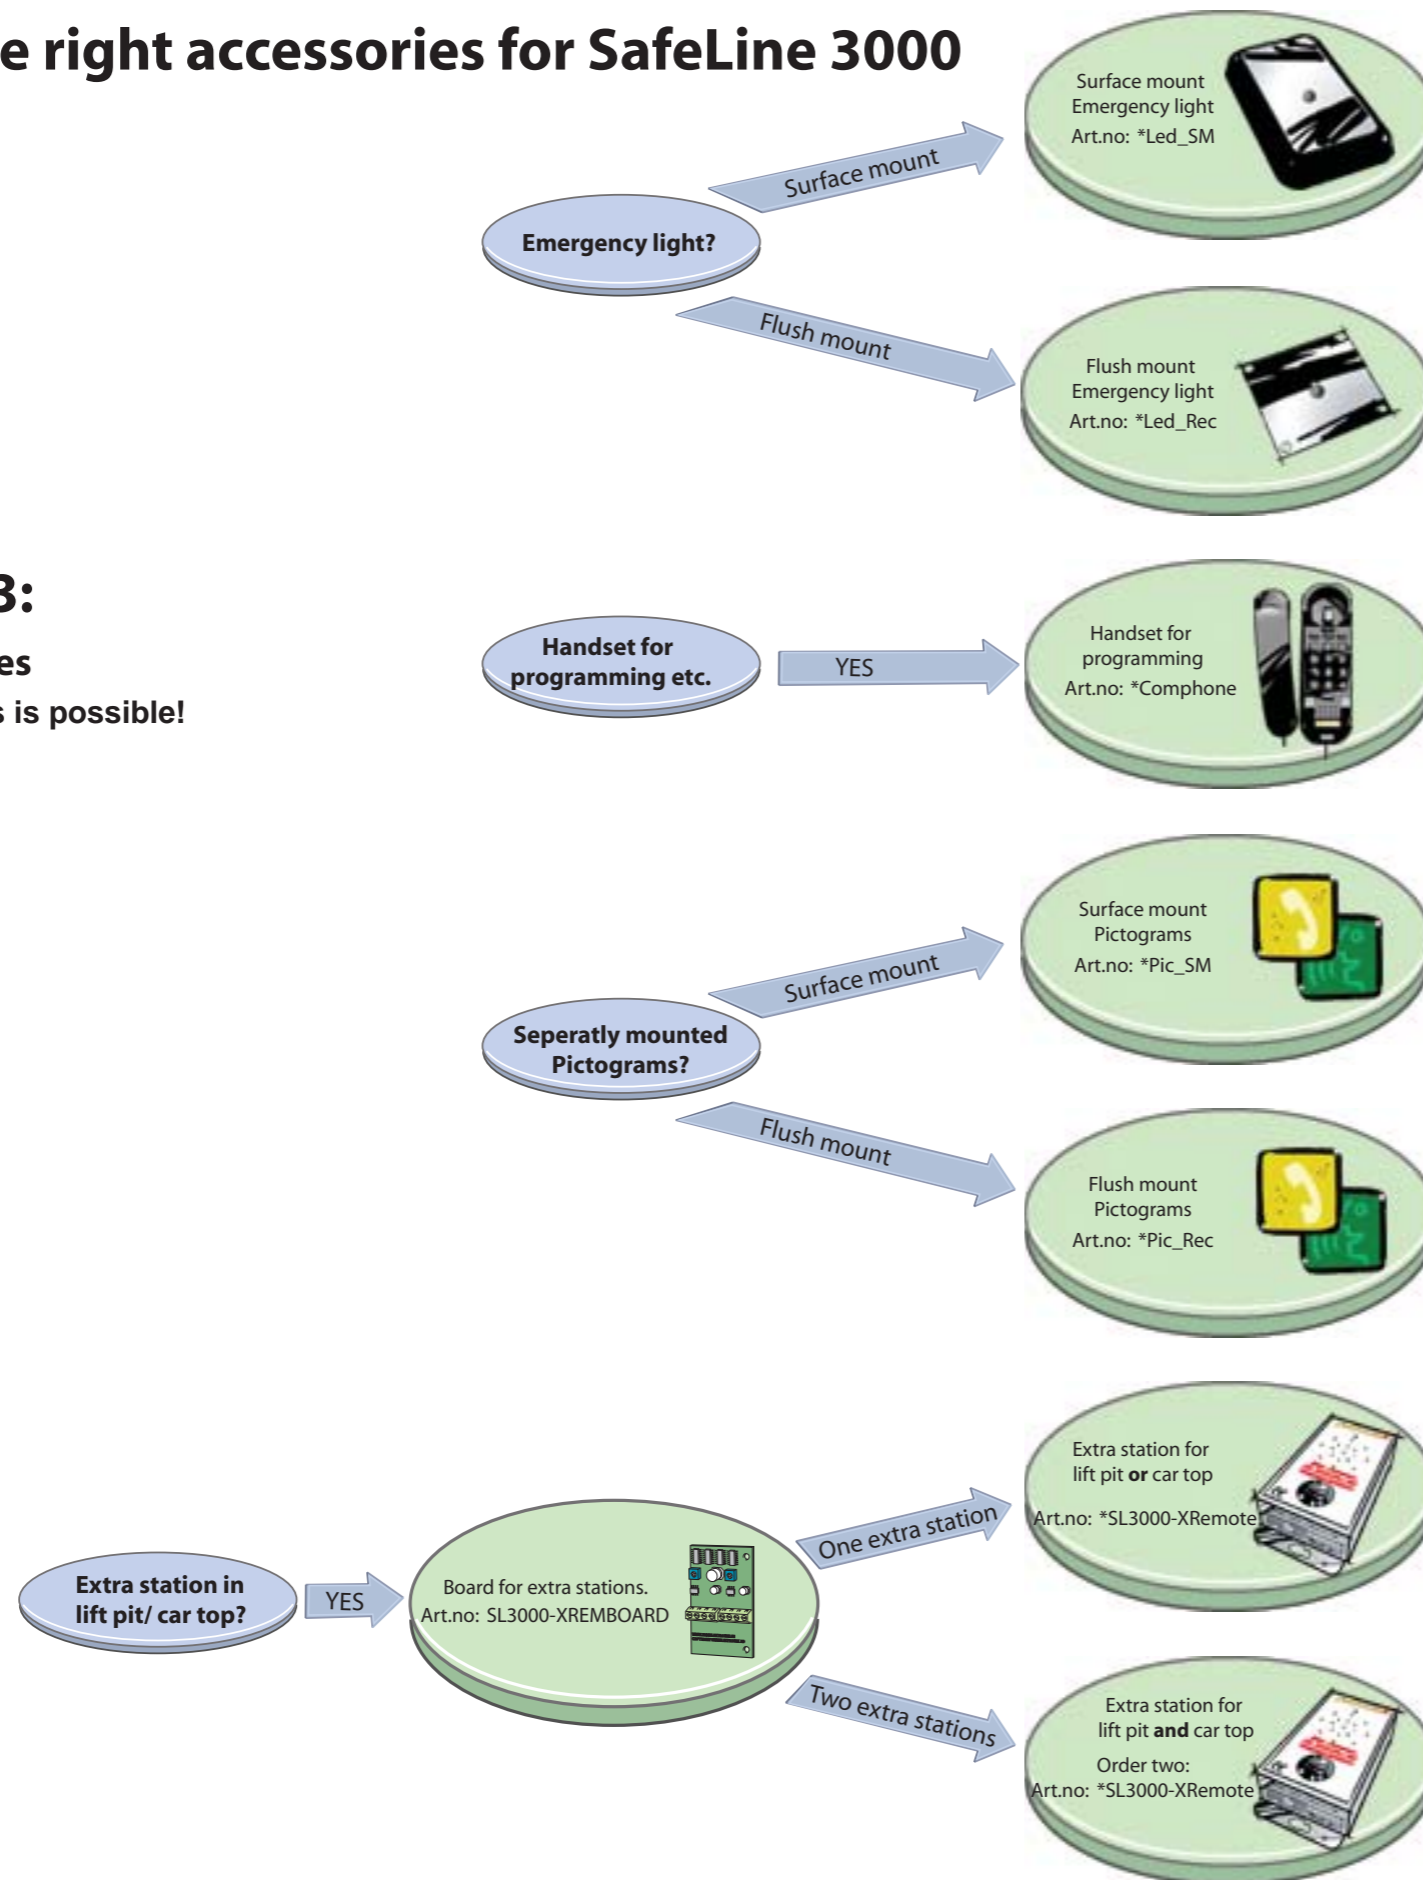 e right accessories for SafeLine 3000
Surface mount
Emergency light
Art.no: *Led_SM
Surface mount
Emergency light?
Flush mount
Flush mount
Emergency light
Art.no: *Led_Rec
3:
es
s is possible!
Handset for
programming etc.
YES
Handset for
programming
Art.no: *Comphone
Surface mount
Pictograms
Art.no: *Pic_SM
Surface mount
Seperatly mounted
Pictograms?
Flush mount
Flush mount
Pictograms
Art.no: *Pic_Rec
Extra station for
lift pit or car top
Art.no: *SL3000-XRemote
One extra station
Extra station in
lift pit/ car top?
YES
Board for extra stations.
Art.no: SL3000-XREMBOARD
Two extra stations
Extra station for
lift pit and car top
Order two:
Art.no: *SL3000-XRemote